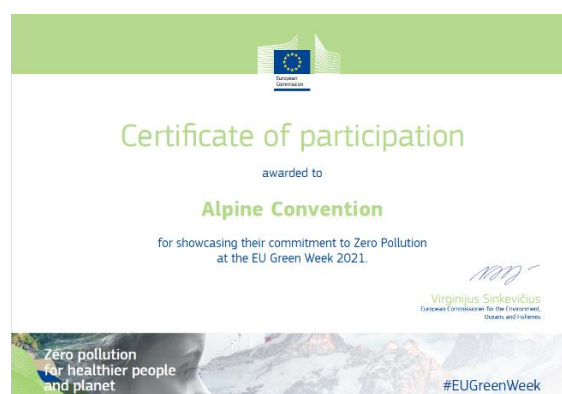 European
Commission
Certificate of participation
awarded to
Alpine Convention
for showcasing their commitment to Zero Pollution
at the EU Green Week 2021.
Virginijus Sinkevičius
European Commissioner for the Environment,
Oceans and Fisheries
Zero pollution
for healthier people
and planet
#EUGreenWeek